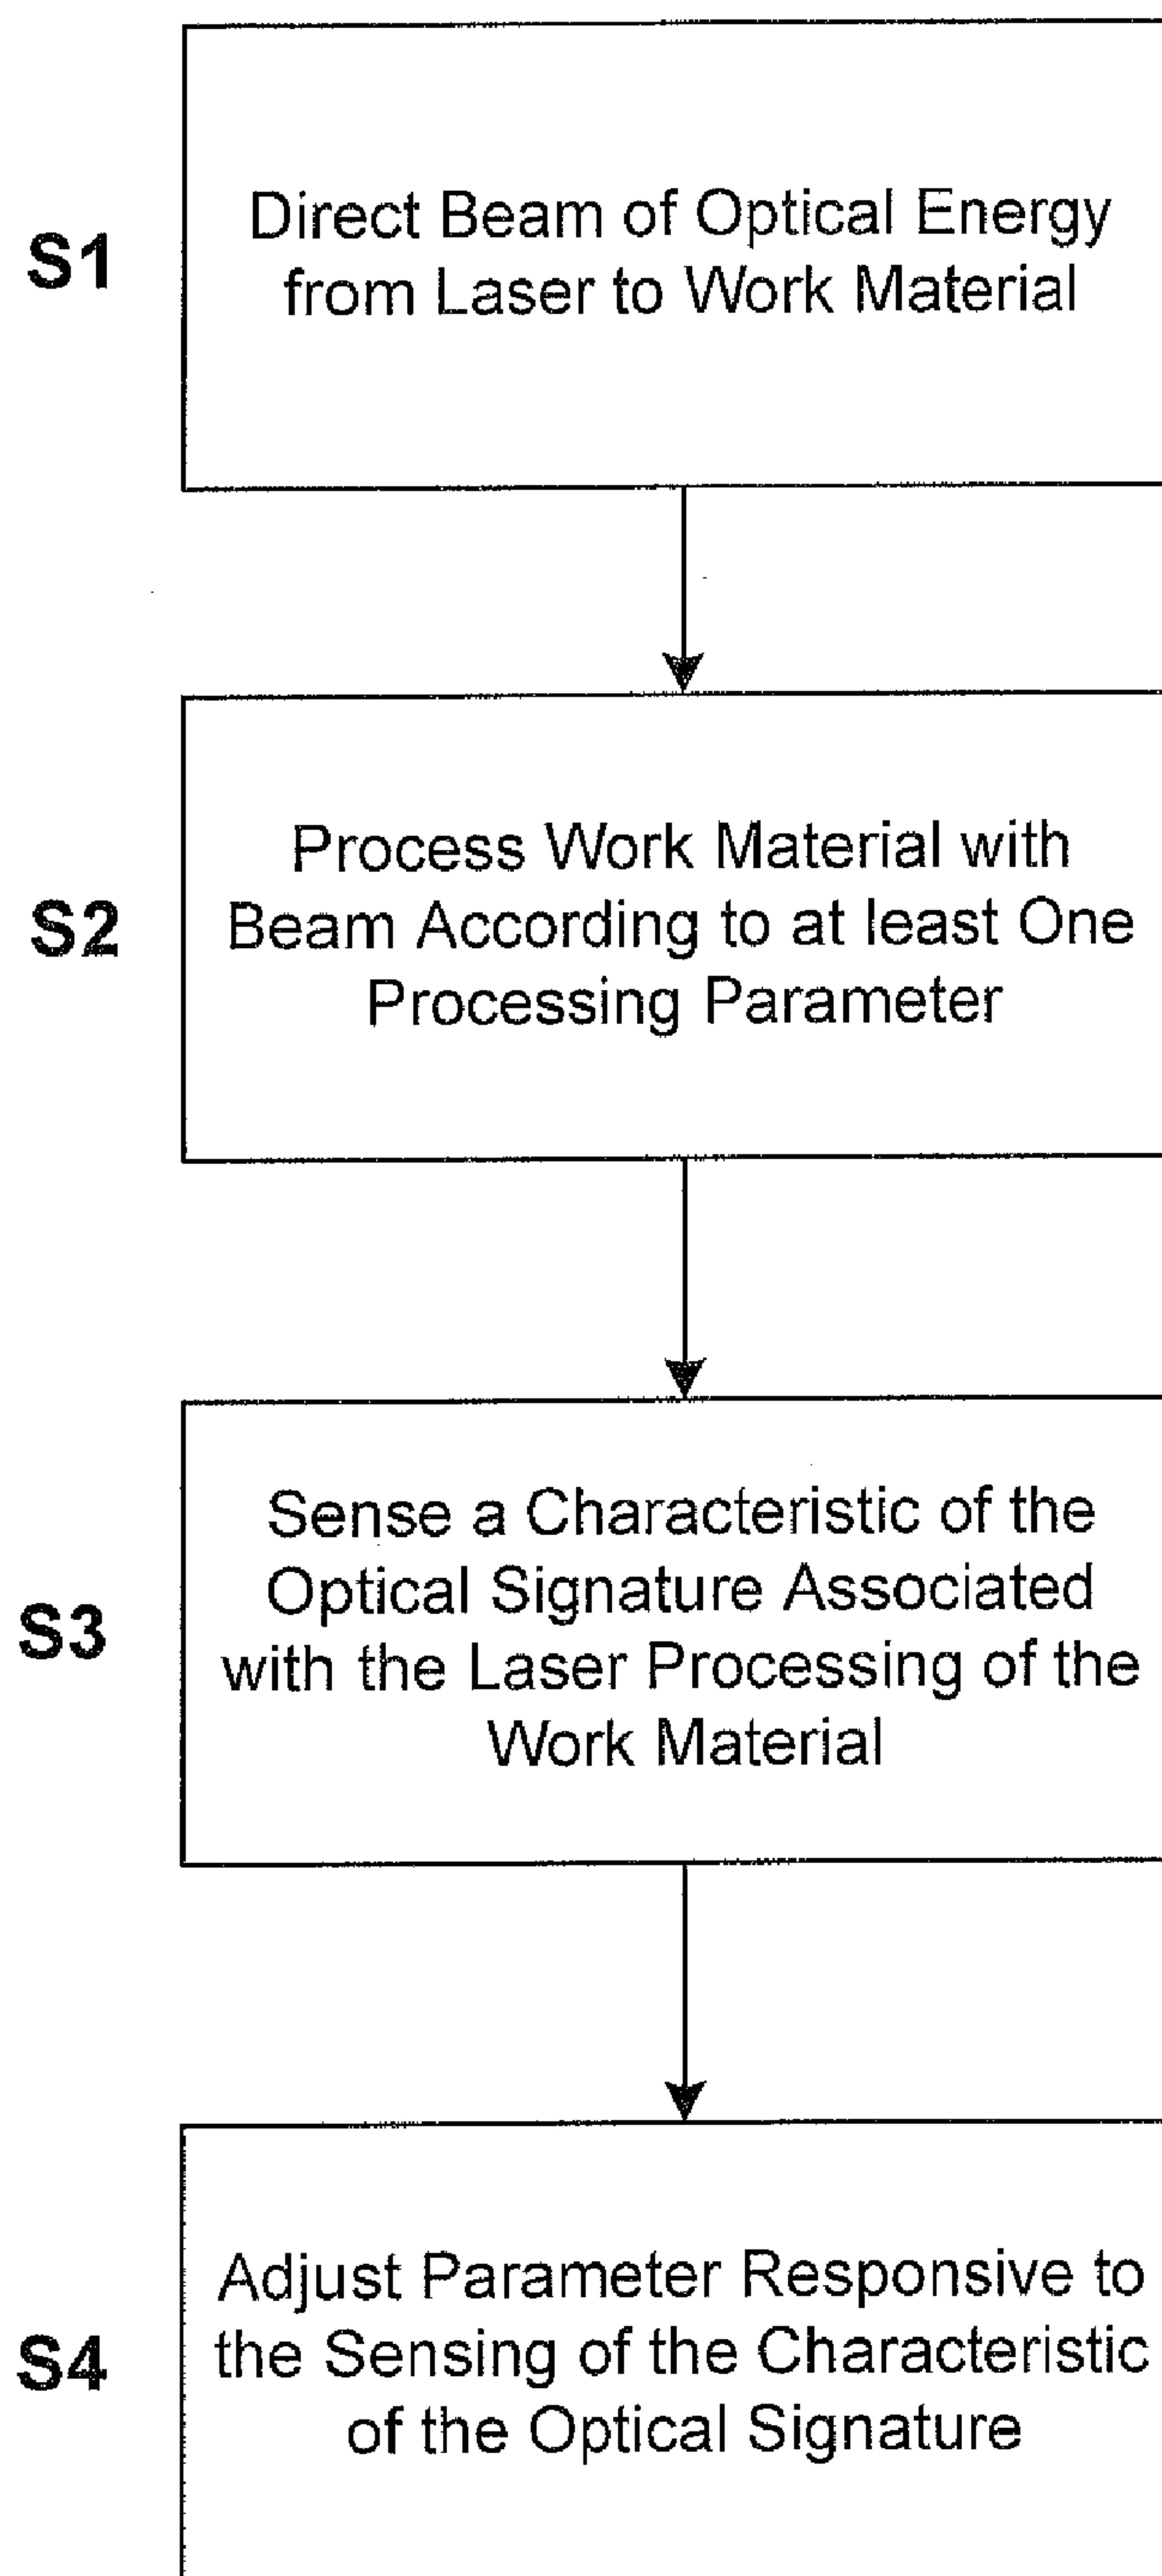 S1
Direct Beam of Optical Energy
from Laser to Work Material
S2
Process Work Material with
Beam According to at least One
Processing Parameter
S3
Sense a Characteristic of the
Optical Signature Associated
with the Laser Processing of the
Work Material
S4
Adjust Parameter Responsive to
the Sensing of the Characteristic
of the Optical Signature